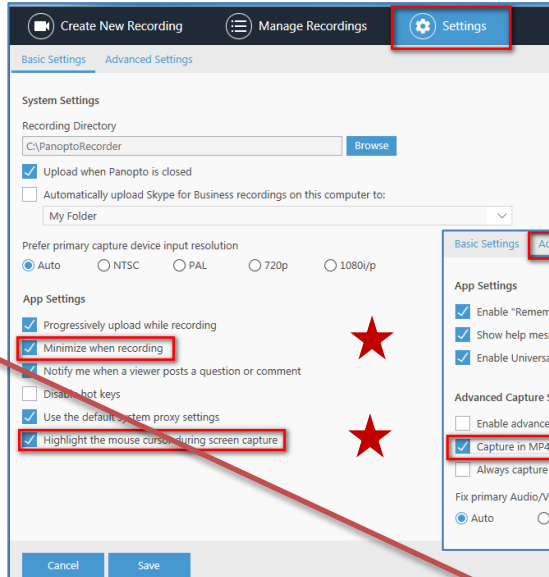 Create New Recording Manage Recordings Settings
Basic Settings Advanced Settings
System Settings
Recording Directory
C:\PanoptoRecorder Browse
Upload when Panopto is closed
Automatically upload Skype for Business recordings on this computer to:
My Folder
Prefer primary capture device input resolution
Auto NTSC PAL 720p 1080i/p
App Settings
Progressively upload while recording
Minimize when recording
Notify me when a viewer posts a question or comment
Disable hot keys
Use the default system proxy settings
Highlight the mouse cursor during screen capture
Cancel Save
Basic Settings
App Settings
Enable
Show help
Enable
Advanced Capture
Enable
Capture in MP4
Always capture
Fix primary
Auto